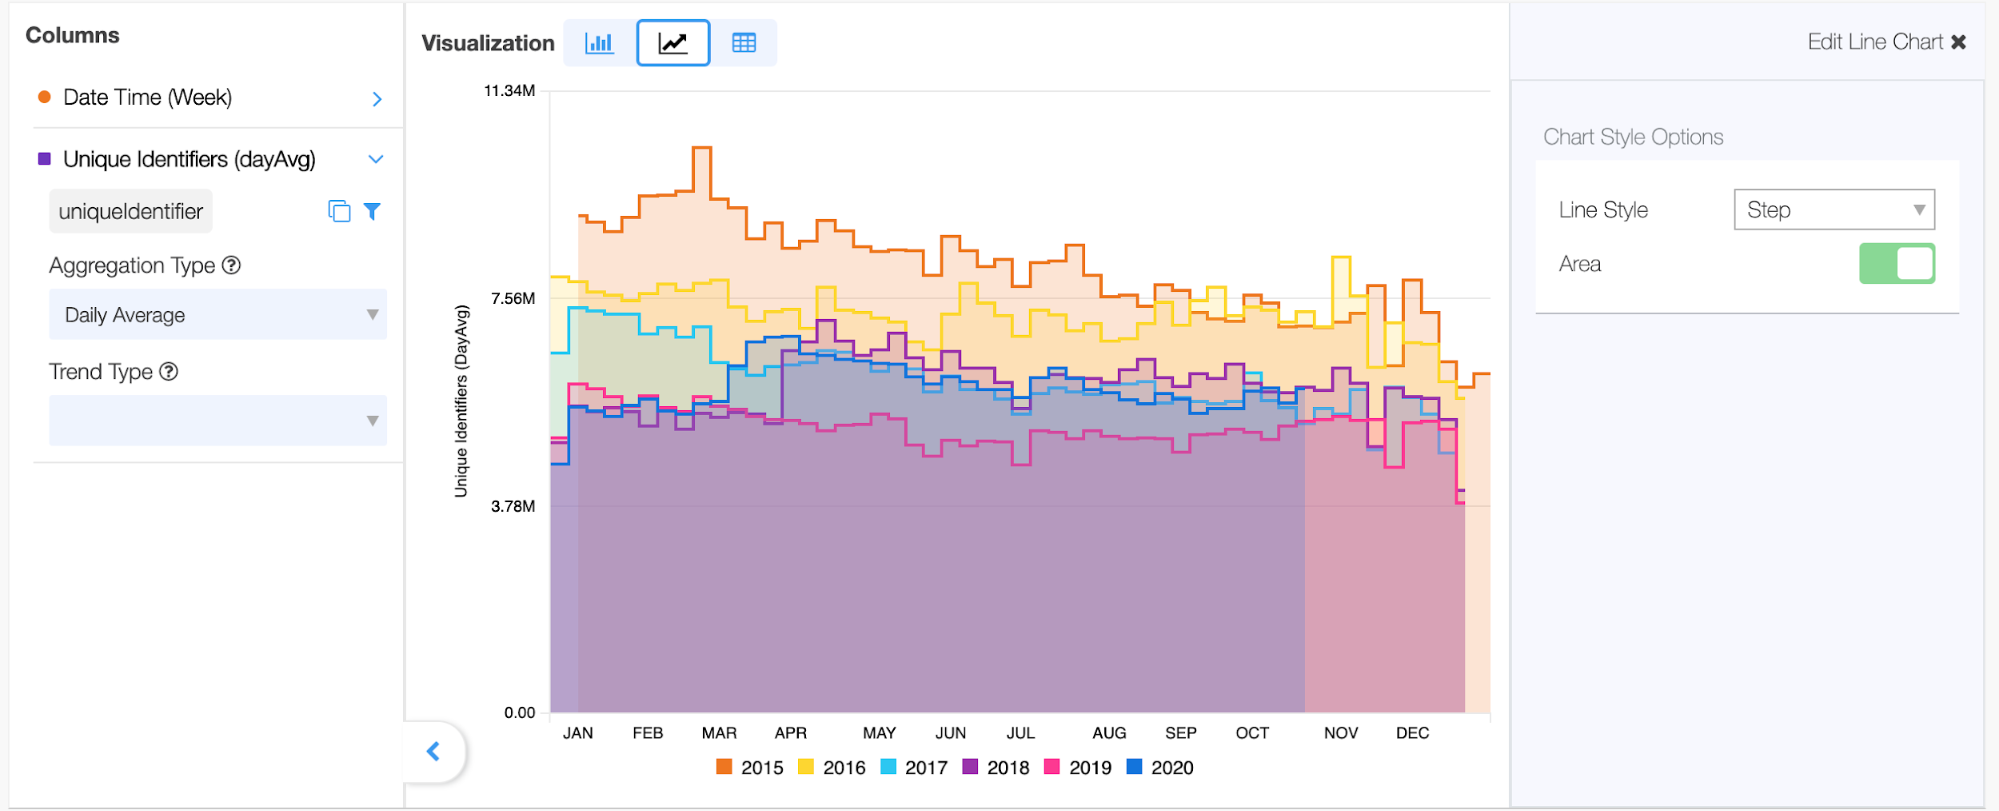 Columns
Date Time (Week)
Unique Identifiers (dayAvg)
uniqueIdentifier
Aggregation Type ?
Daily Average
Trend Type ?
Visualization
11.34M
7.56M
3.78M
0.00
Unique Identifiers (DayAvg)
JAN FEB MAR APR MAY JUN JUL AUG SEP OCT NOV DEC
2015 2016 2017 2018 2019 2020
Edit Line Chart
Chart Style Options
Line Style Step
Area